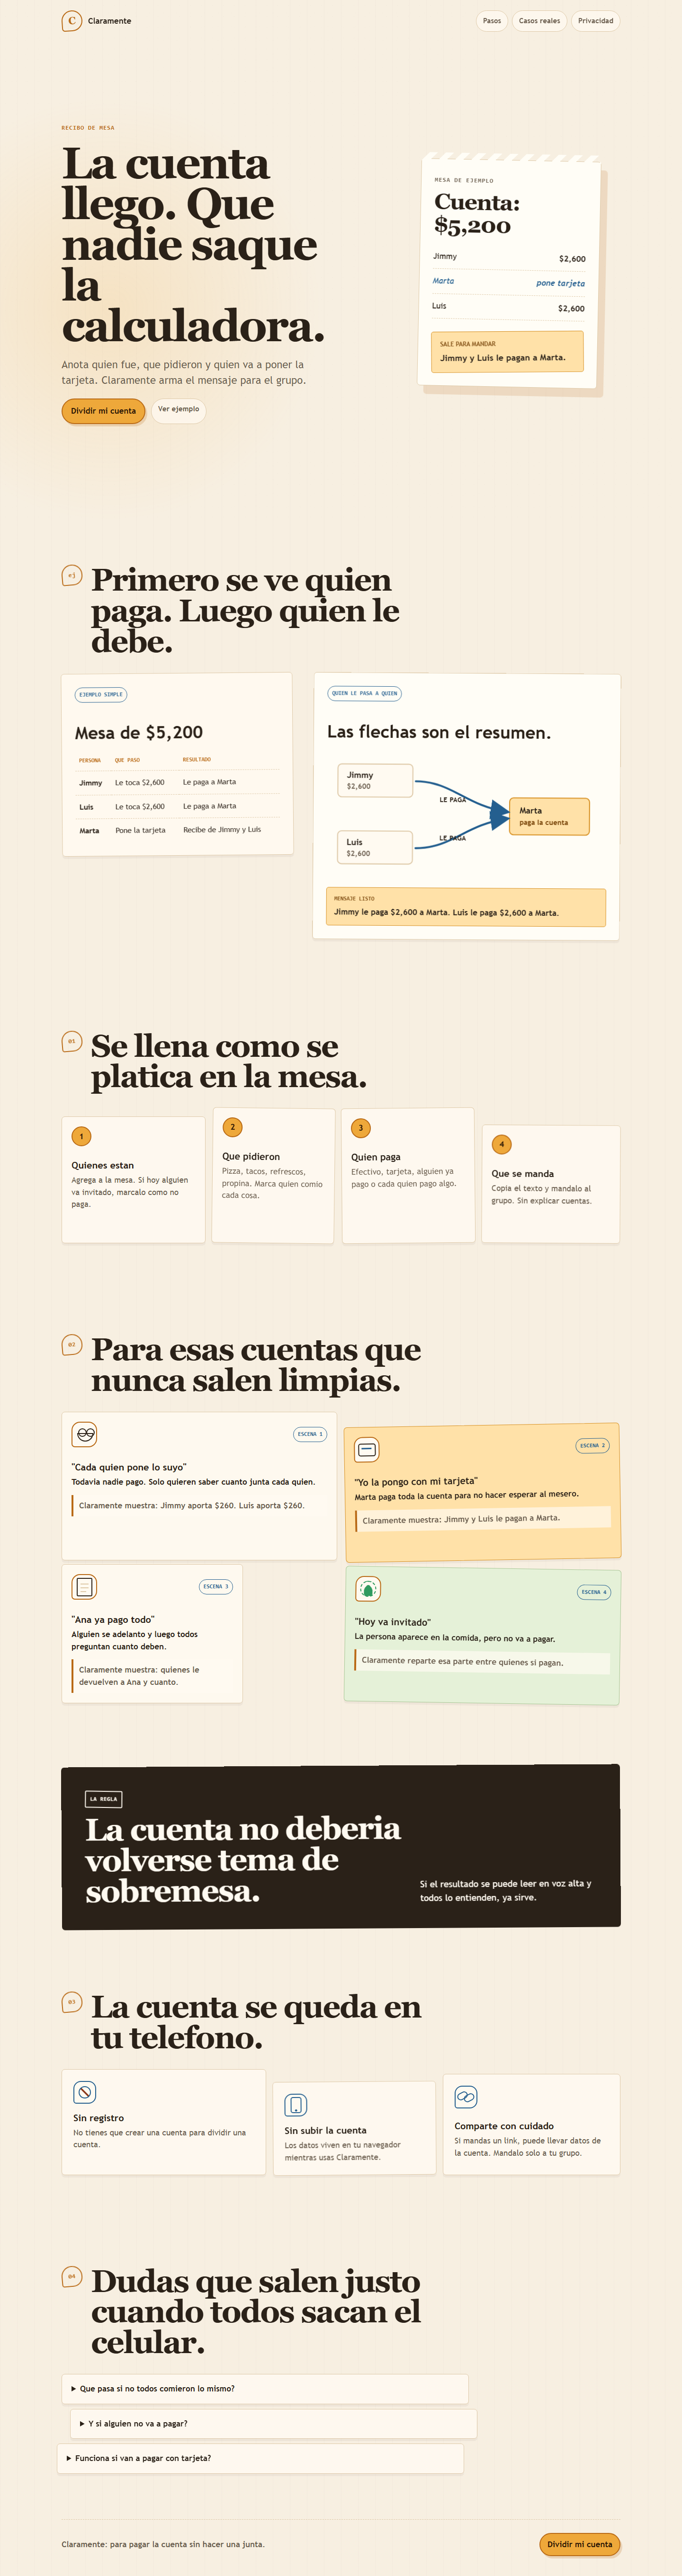 C Claramente
Pasos Casos reales Privacidad
RECIBO DE MESA
La cuenta
llego. Que
nadie saque
la
calculadora.
Anota quien fue, que pidieron y quien va a poner la
tarjeta. Claramente arma el mensaje para el grupo.
Dividir mi cuenta Ver ejemplo
MESA DE EJEMPLO
Cuenta:
$5,200
Jimmy $2,600
Marta pone tarjeta
Luis $2,600
SALE PARA MANDAR
Jimmy y Luis le pagan a Marta.
ej
Primero se ve quien
paga. Luego quien le
debe.
EJEMPLO SIMPLE
Mesa de $5,200
PERSONA QUE PASO RESULTADO
Jimmy Le toca $2,600 Le paga a Marta
Luis Le toca $2,600 Le paga a Marta
Marta Pone la tarjeta Recibe de Jimmy y Luis
QUIEN LE PASA A QUIEN
Las flechas son el resumen.
Jimmy
$2,600
LE PAGA
Marta
paga la cuenta
LE PAGA
Luis
$2,600
MENSAJE LISTO
Jimmy le paga $2,600 a Marta. Luis le paga $2,600 a Marta.
01
Se llena como se
platica en la mesa.
1
Quienes estan
Agrega a la mesa. Si hoy alguien
va invitado, marcalo como no
paga.
2
Que pidieron
Pizza, tacos, refrescos,
propina. Marca quien comio
cada cosa.
3
Quien paga
Efectivo, tarjeta, alguien ya
pago o cada quien pago algo.
4
Que se manda
Copia el texto y mandalo al
grupo. Sin explicar cuentas.
02
Para esas cuentas que
nunca salen limpias.
ESCENA 1
"Cada quien pone lo suyo"
Todavia nadie pago. Solo quieren saber cuanto junta cada quien.
Claramente muestra: Jimmy aporta $260. Luis aporta $260.
ESCENA 2
"Yo la pongo con mi tarjeta"
Marta paga toda la cuenta para no hacer esperar al mesero.
Claramente muestra: Jimmy y Luis le pagan a Marta.
ESCENA 3
"Ana ya pago todo"
Alguien se adelanto y luego todos
preguntan cuanto deben.
Claramente muestra: quienes le
devuelven a Ana y cuanto.
ESCENA 4
"Hoy va invitado"
La persona aparece en la comida, pero no va a pagar.
Claramente reparte esa parte entre quienes si pagan.
LA REGLA
La cuenta no deberia
volverse tema de
sobremesa.
Si el resultado se puede leer en voz alta y
todos lo entienden, ya sirve.
03
La cuenta se queda en
tu telefono.
Sin registro
No tienes que crear una cuenta para dividir una
cuenta.
Sin subir la cuenta
Los datos viven en tu navegador
mientras usas Claramente.
Comparte con cuidado
Si mandas un link, puede llevar datos de
la cuenta. Mandalo solo a tu grupo.
04
Dudas que salen justo
cuando todos sacan el
celular.
Que pasa si no todos comieron lo mismo?
Y si alguien no va a pagar?
Funciona si van a pagar con tarjeta?
Claramente: para pagar la cuenta sin hacer una junta.
Dividir mi cuenta